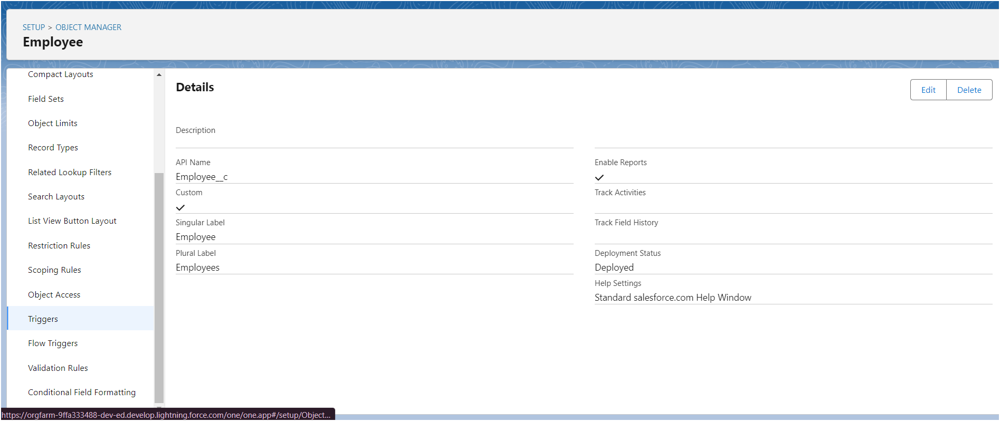 SETUP > OBJECT MANAGER
Employee
Compact Layouts
Field Sets
Object Limits
Record Types
Related Lookup Filters
Search Layouts
List View Button Layout
Restriction Rules
Scoping Rules
Object Access
Triggers
Flow Triggers
Validation Rules
Conditional Field Formatting
Details
Edit
Delete
Description
API Name
Employee__c
Custom
Singular Label
Employee
Plural Label
Employees
Enable Reports
Track Activities
Track Field History
Deployment Status
Deployed
Help Settings
Standard salesforce.com Help Window
https://orgfarm-9ffa333488-dev-ed.develop.lightning.force.com/one/one.app#/setup/Object...